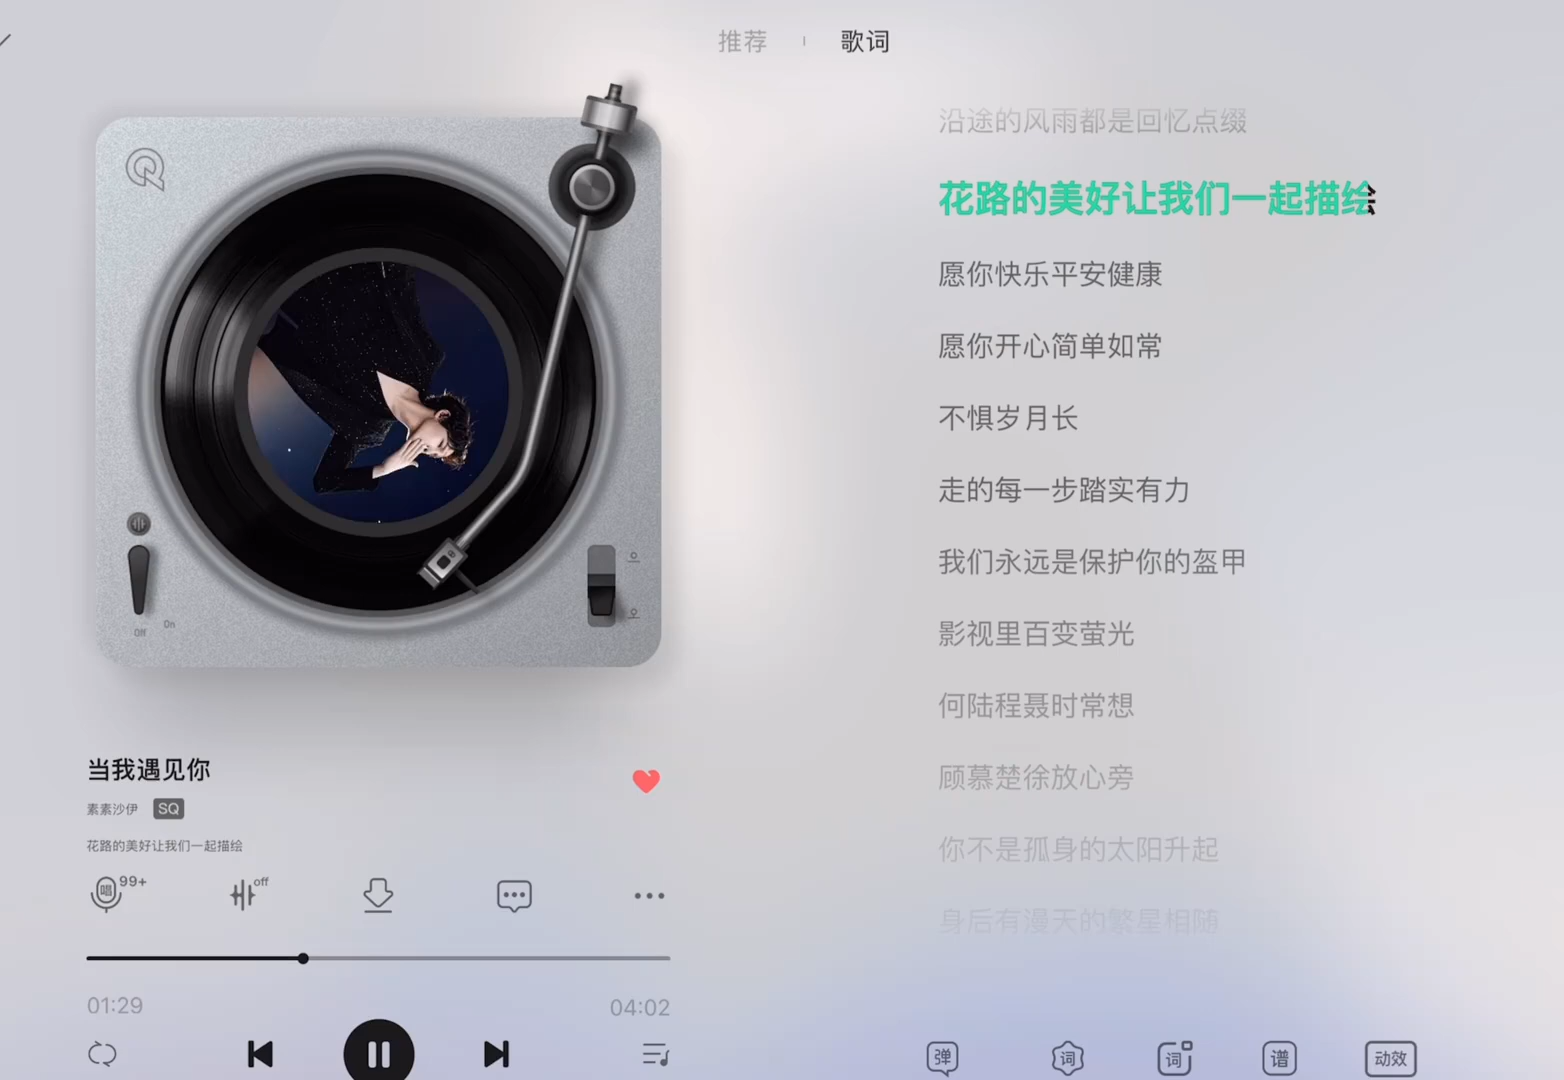 推荐
歌词
沿途的风雨都是回忆点缀
花路的美好让我们一起描绘
愿你快乐平安健康
愿你开心简单如常
不惧岁月长
走的每一步踏实有力
我们永远是保护你的盔甲
影视里百变萤光
何陆程聂时常想
顾慕楚徐放心旁
你不是孤身的太阳升起
身后有漫天的繁星相随
Off
On
当我遇见你
素素沙伊 SQ
花路的美好让我们一起描绘
唱 99+
off
01:29
04:02
弹
词
词
谱
动效